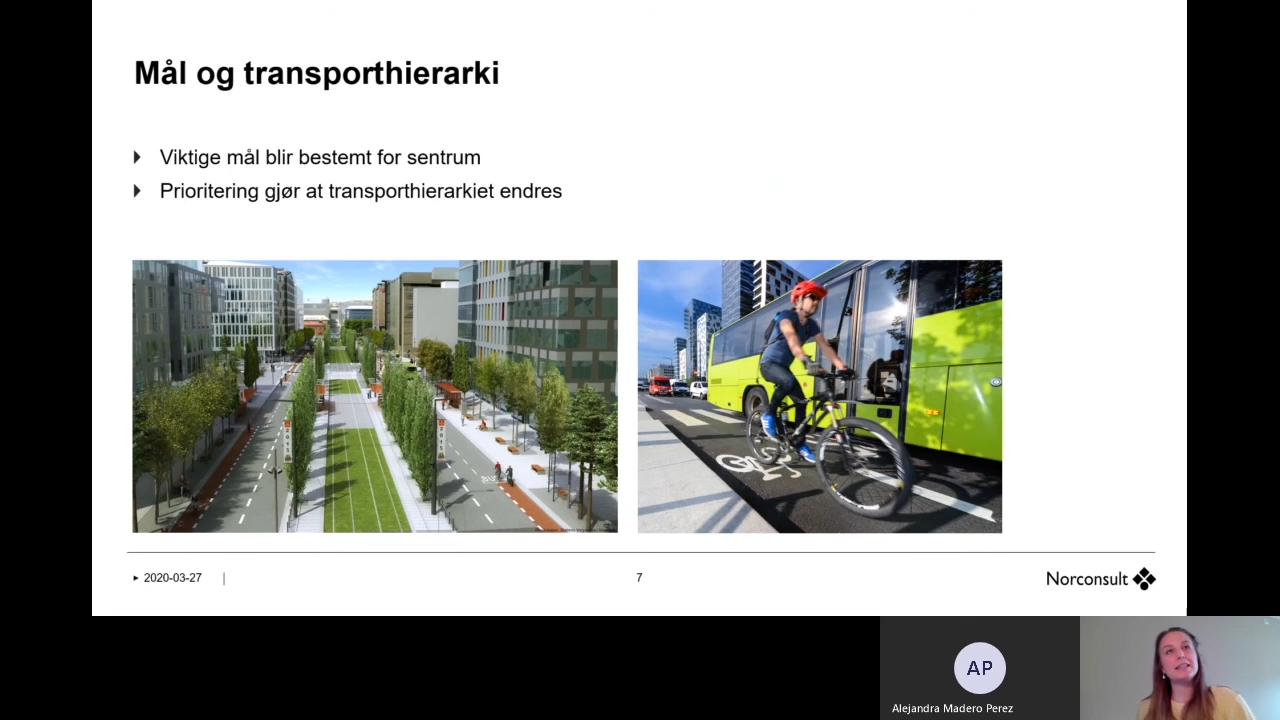 Mål og transporthierarki
Viktige mål blir bestemt for sentrum
Prioritering gjør at transporthierarkiet endres
2020-03-27
7
Norconsult
AP
Alejandra Madero Perez